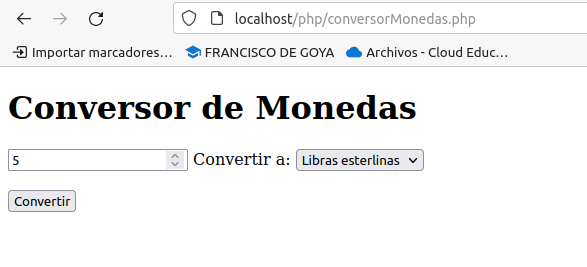 localhost/php/conversorMonedas.php
Importar marcadores… FRANCISCO DE GOYA Archivos - Cloud Educ…
Conversor de Monedas
5 Convertir a: Libras esterlinas
Convertir